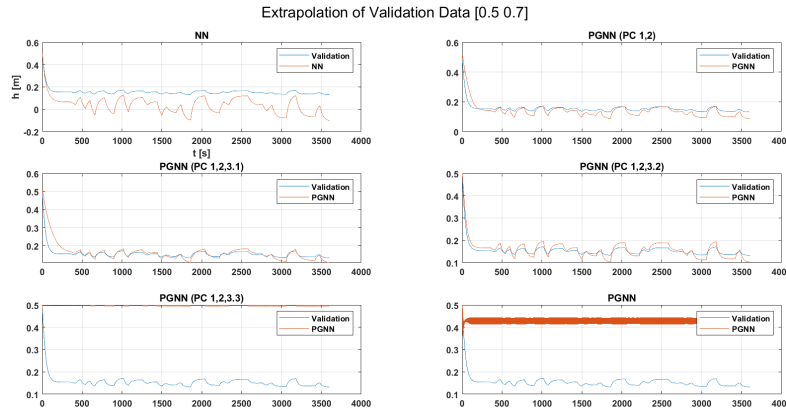 Extrapolation of Validation Data [0.5 0.7]
NN
h [m]
0.6
0.4
0.2
0
-0.2
0 500 1000 1500 2000 2500 3000 3500 4000
t [s]
Validation
NN
PGNN (PC 1,2)
0.6
0.4
0.2
0
0 500 1000 1500 2000 2500 3000 3500 4000
Validation
PGNN
PGNN (PC 1,2,3.1)
0.6
0.5
0.4
0.3
0.2
0 500 1000 1500 2000 2500 3000 3500 4000
Validation
PGNN
PGNN (PC 1,2,3.2)
0.5
0.4
0.3
0.2
0.1
0 500 1000 1500 2000 2500 3000 3500 4000
Validation
PGNN
PGNN (PC 1,2,3.3)
0.5
0.4
0.3
0.2
0.1
0 500 1000 1500 2000 2500 3000 3500 4000
Validation
PGNN
PGNN
0.5
0.4
0.3
0.2
0.1
0 500 1000 1500 2000 2500 3000 3500 400
Validation
PGNN